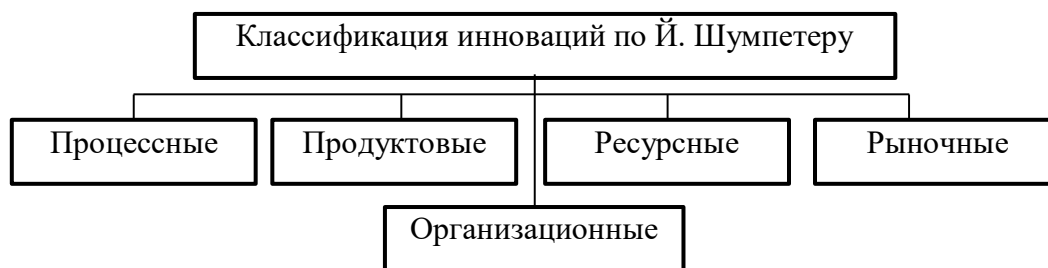 Классификация инноваций по Й. Шумпетеру
Процессные
Продуктовые
Ресурсные
Рыночные
Организационные